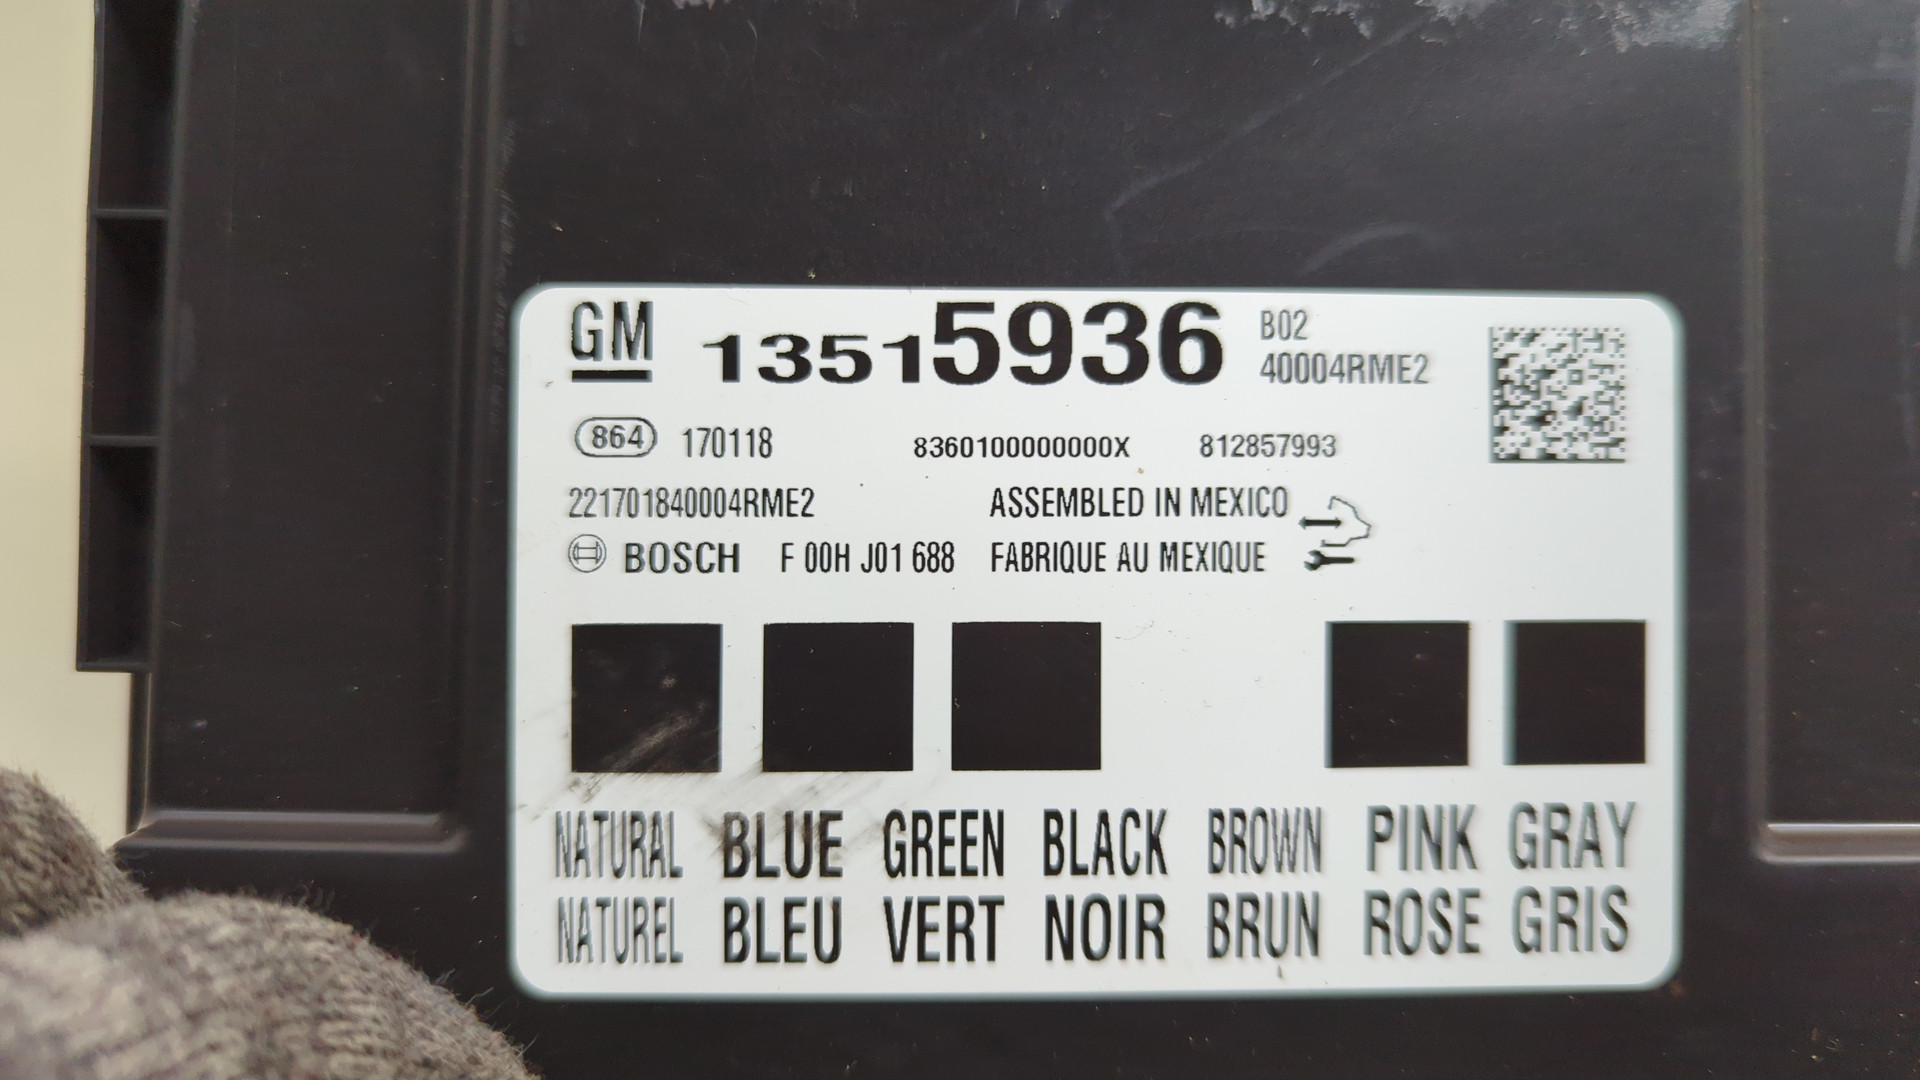 GM 13515936 B02
40004RME2
864 170118 8360100000000X 812857993
221701840004RME2 ASSEMBLED IN MEXICO
BOSCH F 00H J01 688 FABRIQUE AU MEXIQUE
NATURAL BLUE GREEN BLACK BROWN PINK GRAY
NATUREL BLEU VERT NOIR BRUN ROSE GRIS